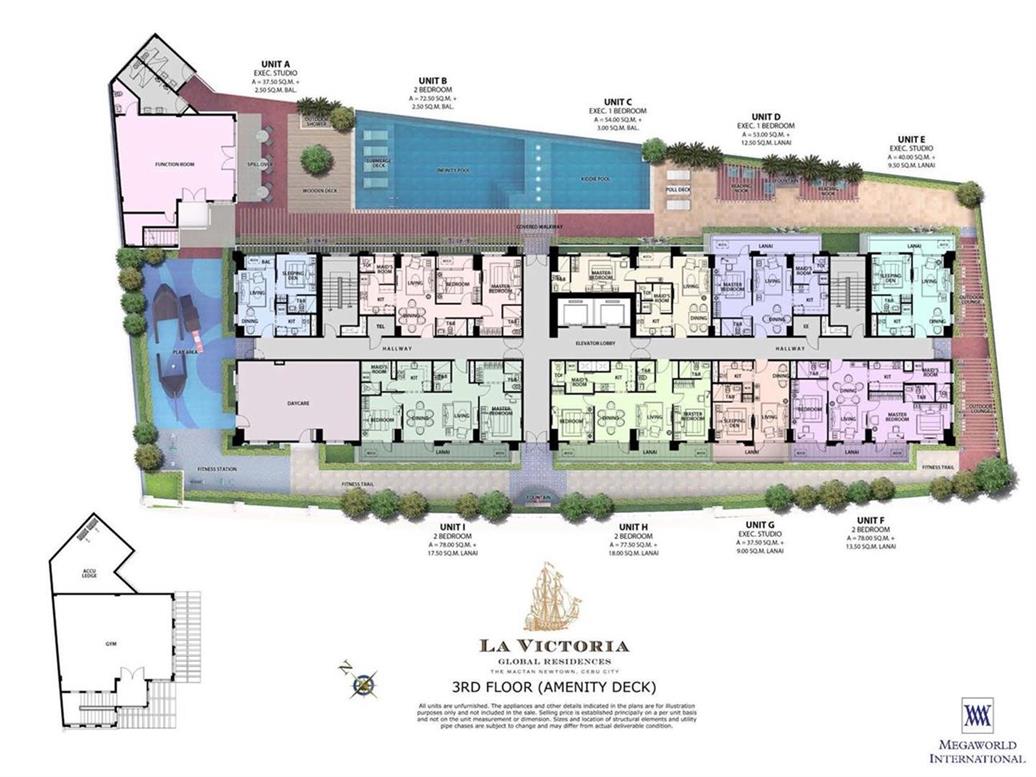 UNIT A
EXEC. STUDIO
A = 37.50 SQ.M. +
2.50 SQ.M. BAL.
UNIT B
2 BEDROOM
A = 72.50 SQ.M. +
2.50 SQ.M. BAL.
UNIT C
EXEC. 1 BEDROOM
A = 54.00 SQ.M. +
3.00 SQ.M. BAL.
UNIT D
EXEC. 1 BEDROOM
A = 53.00 SQ.M. +
12.50 SQ.M. LANAI
UNIT E
EXEC. STUDIO
A = 40.00 SQ.M. +
9.50 SQ.M. LANAI
FUNCTION ROOM
SPILL OVER
OUTDOOR
SHOWER
WOODEN DECK
SUBMERGE
DECK
INFINITY POOL
KIDDIE POOL
PULL DECK
READING
NOOK
FOUNTAIN
READING
NOOK
COVERED WALKWAY
BAL
SLEEPING
DEN
LIVING
T&B
DINING
KIT
TEL
MAID'S
ROOM
KIT
LIVING
DINING
BEDROOM
T&B
MASTER
BEDROOM
T&B
MASTER
BEDROOM
T&B
MAID'S
ROOM
KIT
LIVING
DINING
LANAI
MASTER
BEDROOM
LIVING
MAID'S
ROOM
T&B
DINING
KIT
EE
LANAI
SLEEPING
DEN
LIVING
T&B
KIT
DINING
OUTDOOR
LOUNGE
PLAY AREA
HALLWAY
ELEVATOR LOBBY
HALLWAY
DAYCARE
MAID'S
ROOM
KIT
T&B
T&B
BEDROOM
DINING
LIVING
MASTER
BEDROOM
LANAI
MAID'S
ROOM
KIT
T&B
BEDROOM
DINING
LIVING
MASTER
BEDROOM
LANAI
KIT
DINING
T&B
SLEEPING
DEN
LIVING
LANAI
T&B
DINING
KIT
MAID'S
ROOM
BEDROOM
LIVING
MASTER
BEDROOM
T&B
LANAI
OUTDOOR
LOUNGE
FITNESS STATION
FITNESS TRAIL
FOUNTAIN
FITNESS TRAIL
UNIT I
2 BEDROOM
A = 78.00 SQ.M. +
17.50 SQ.M. LANAI
UNIT H
2 BEDROOM
A = 77.50 SQ.M. +
18.00 SQ.M. LANAI
UNIT G
EXEC. STUDIO
A = 37.50 SQ.M. +
9.00 SQ.M. LANAI
UNIT F
2 BEDROOM
A = 78.00 SQ.M. +
13.50 SQ.M. LANAI
ACCU
LEDGE
GYM
N
LA VICTORIA
GLOBAL RESIDENCES
THE MACTAN NEWTOWN, CEBU CITY
3RD FLOOR (AMENITY DECK)
All units are unfurnished. The appliances and other details indicated in the plans are for illustration
purposes only and not included in the sale. Selling price is established principally on a per unit basis
and not on the unit measurement or dimension. Sizes and location of structural elements and utility
pipe chases are subject to change and may differ from actual deliverable condition.
MEGAWORLD
INTERNATIONAL